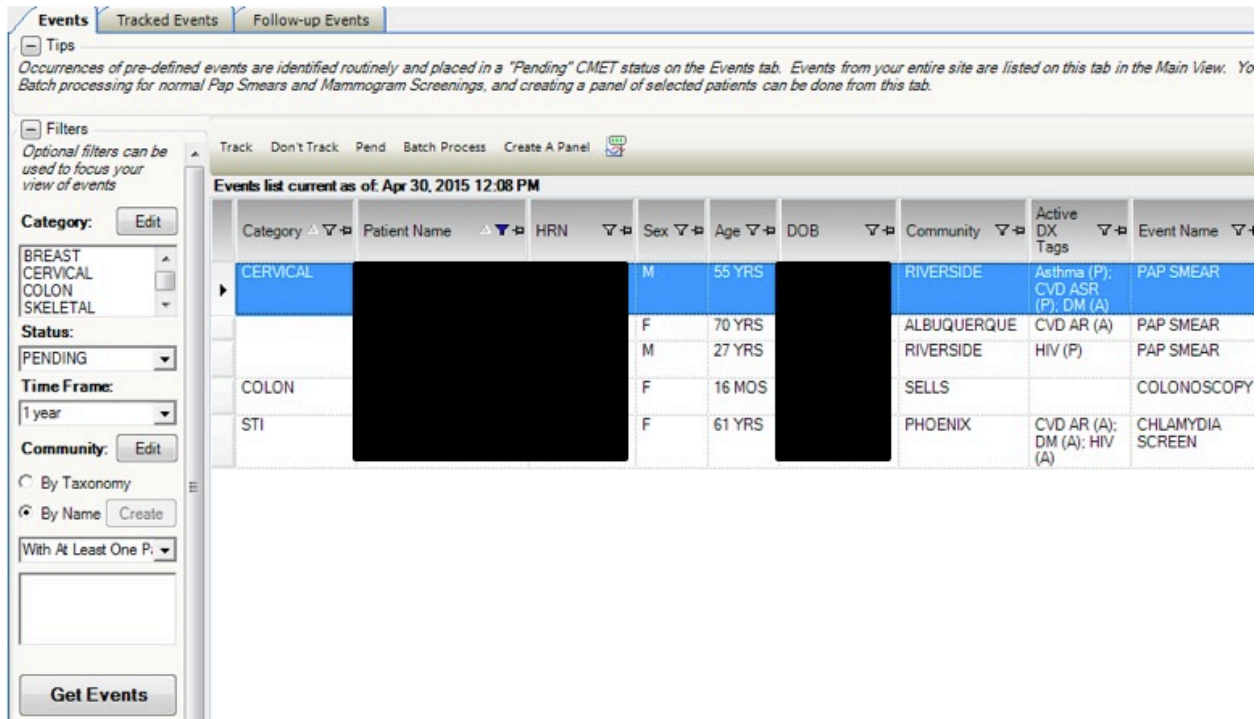 Events Tracked Events Follow-up Events
Tips
Occurrences of pre-defined events are identified routinely and placed in a "Pending" CMET status on the Events tab. Events from your entire site are listed on this tab in the Main View. Yo
Batch processing for normal Pap Smears and Mammogram Screenings, and creating a panel of selected patients can be done from this tab.
Filters
Optional filters can be
used to focus your
view of events
Category: Edit
BREAST
CERVICAL
COLON
SKELETAL
Status:
PENDING
Time Frame:
1 year
Community: Edit
By Taxonomy
By Name Create
With At Least One P
Get Events
Track Don't Track Pend Batch Process Create A Panel
Events list current as of: Apr 30, 2015 12:08 PM
Category Patient Name HRN Sex Age DOB Community Active DX Tags Event Name
CERVICAL M 55 YRS RIVERSIDE Asthma (P); PAP SMEAR
CVD ASR
(P); DM (A)
F 70 YRS ALBUQUERQUE CVD AR (A) PAP SMEAR
M 27 YRS RIVERSIDE HIV (P) PAP SMEAR
COLON F 16 MOS SELLS COLONOSCOPY
STI F 61 YRS PHOENIX CVD AR (A); CHLAMYDIA
DM (A); HIV SCREEN
(A)